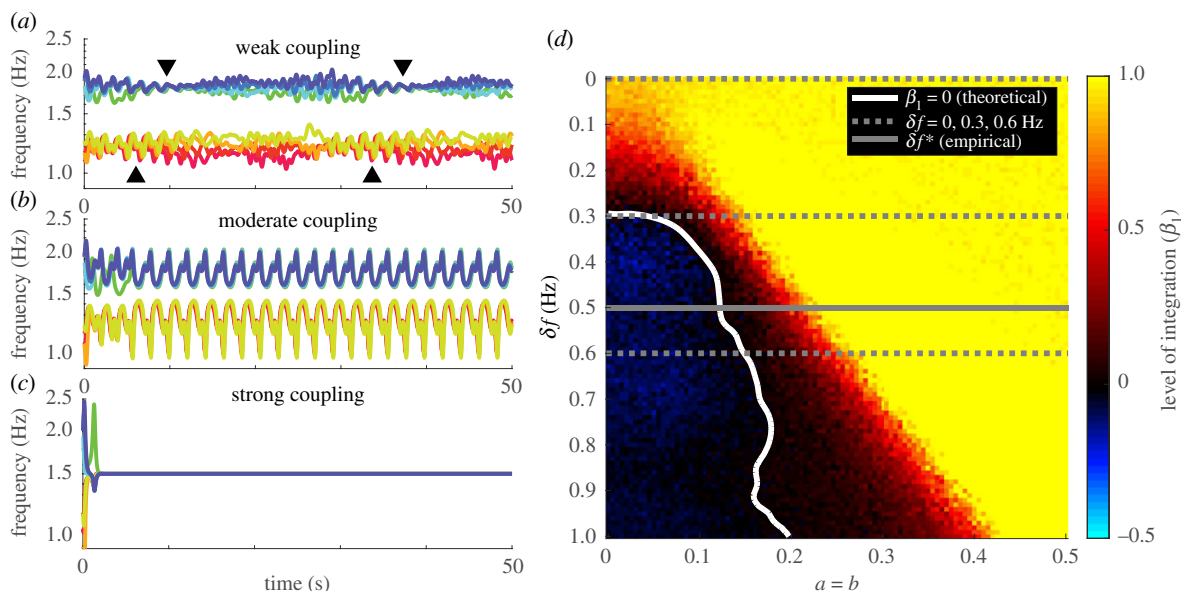 (a)
weak coupling
frequency (Hz)
2.5
2.0
1.5
1.0
0
50
(b)
moderate coupling
frequency (Hz)
2.5
2.0
1.5
1.0
0
50
(c)
strong coupling
frequency (Hz)
2.0
1.5
1.0
0
50
time (s)
(d)
δf (Hz)
0
0.1
0.2
0.3
0.4
0.5
0.6
0.7
0.8
0.9
1.0
β1 = 0 (theoretical)
δf = 0, 0.3, 0.6 Hz
δf* (empirical)
0
0.1
0.2
0.3
0.4
0.5
a = b
1.0
0.5
0
–0.5
level of integration (β1)